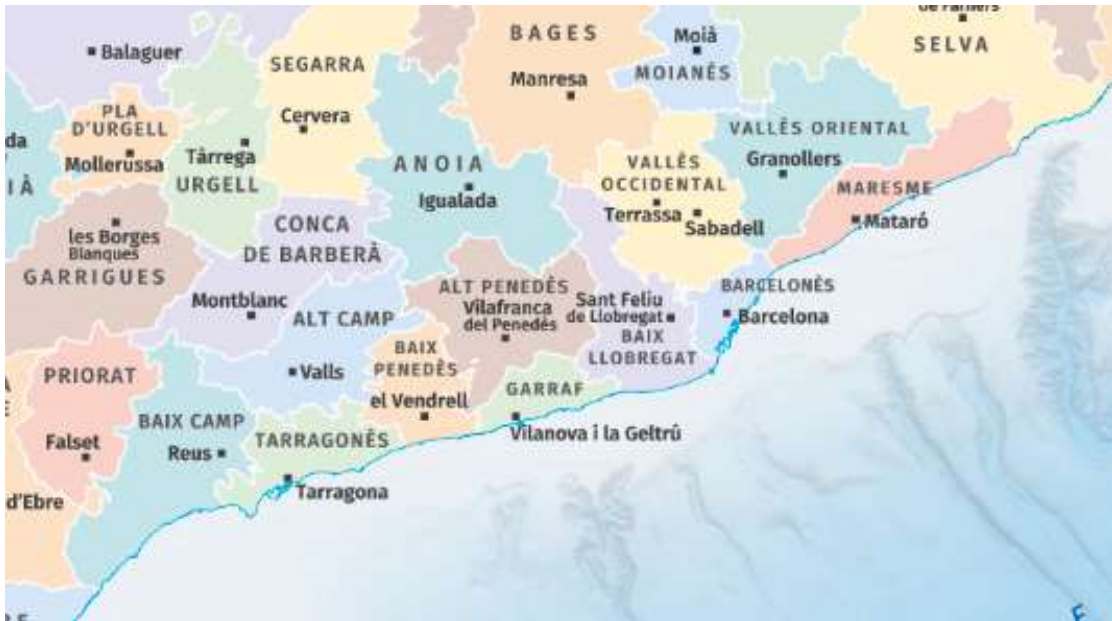 BAGES
Moià
MOIANÈS
SELVA
Balaguer
SEGARRA
Manresa
PLA
D'URGELL
Mollerussa
Cervera
Tàrrega
URGELL
ANOIA
Igualada
VALLÈS ORIENTAL
Granollers
VALLÈS
OCCIDENTAL
Terrassa
Sabadell
MARESME
Mataró
les Borges
Blanques
GARRIGUES
CONCA
DE BARBERÀ
Montblanc
ALT CAMP
Valls
ALT PENEDÈS
Vilafranca
del Penedès
Sant Feliu
de Llobregat
BAIX
LLOBREGAT
BARCELONÈS
Barcelona
BAIX
PENEDÈS
el Vendrell
GARRAF
Vilanova i la Geltrú
PRIORAT
Falset
BAIX CAMP
Reus
TARRAGONÈS
Tarragona
d'Ebre